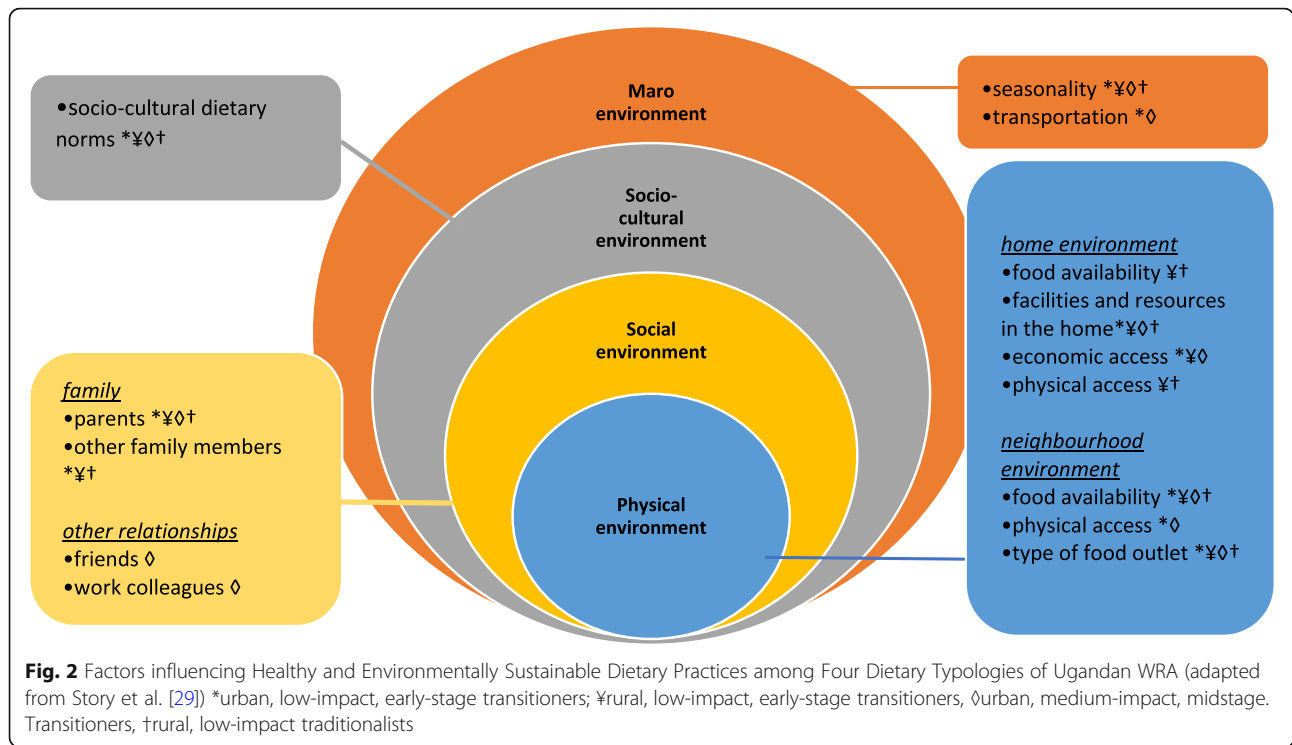 •socio-cultural dietary
norms *¥◊†
Maro
environment
•seasonality *¥◊†
•transportation *◊
Socio-
cultural
environment
home environment
•food availability ¥†
•facilities and resources
in the home*¥◊†
•economic access *¥◊
•physical access ¥†
neighbourhood
environment
•food availability *¥◊†
•physical access *◊
•type of food outlet *¥◊†
Social
environment
family
•parents *¥◊†
•other family members
*¥†
other relationships
•friends ◊
•work colleagues ◊
Physical
environment
Fig. 2 Factors influencing Healthy and Environmentally Sustainable Dietary Practices among Four Dietary Typologies of Ugandan WRA (adapted
from Story et al. [29]) *urban, low-impact, early-stage transitioners; ¥rural, low-impact, early-stage transitioners, ◊urban, medium-impact, midstage.
Transitioners, †rural, low-impact traditionalists